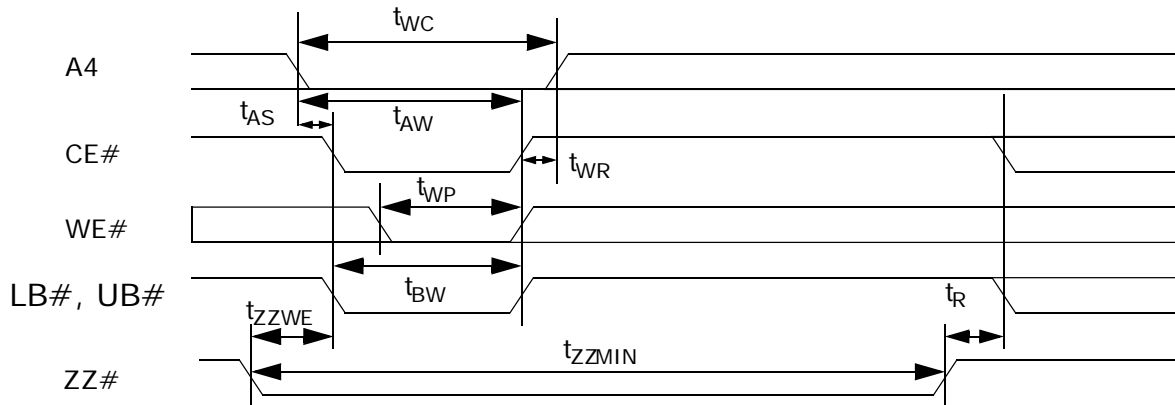 tWC
A4
tAS
tAW
CE#
tWR
tWP
WE#
LB#, UB#
tBW
tR
tZZWE
tZZMIN
ZZ#